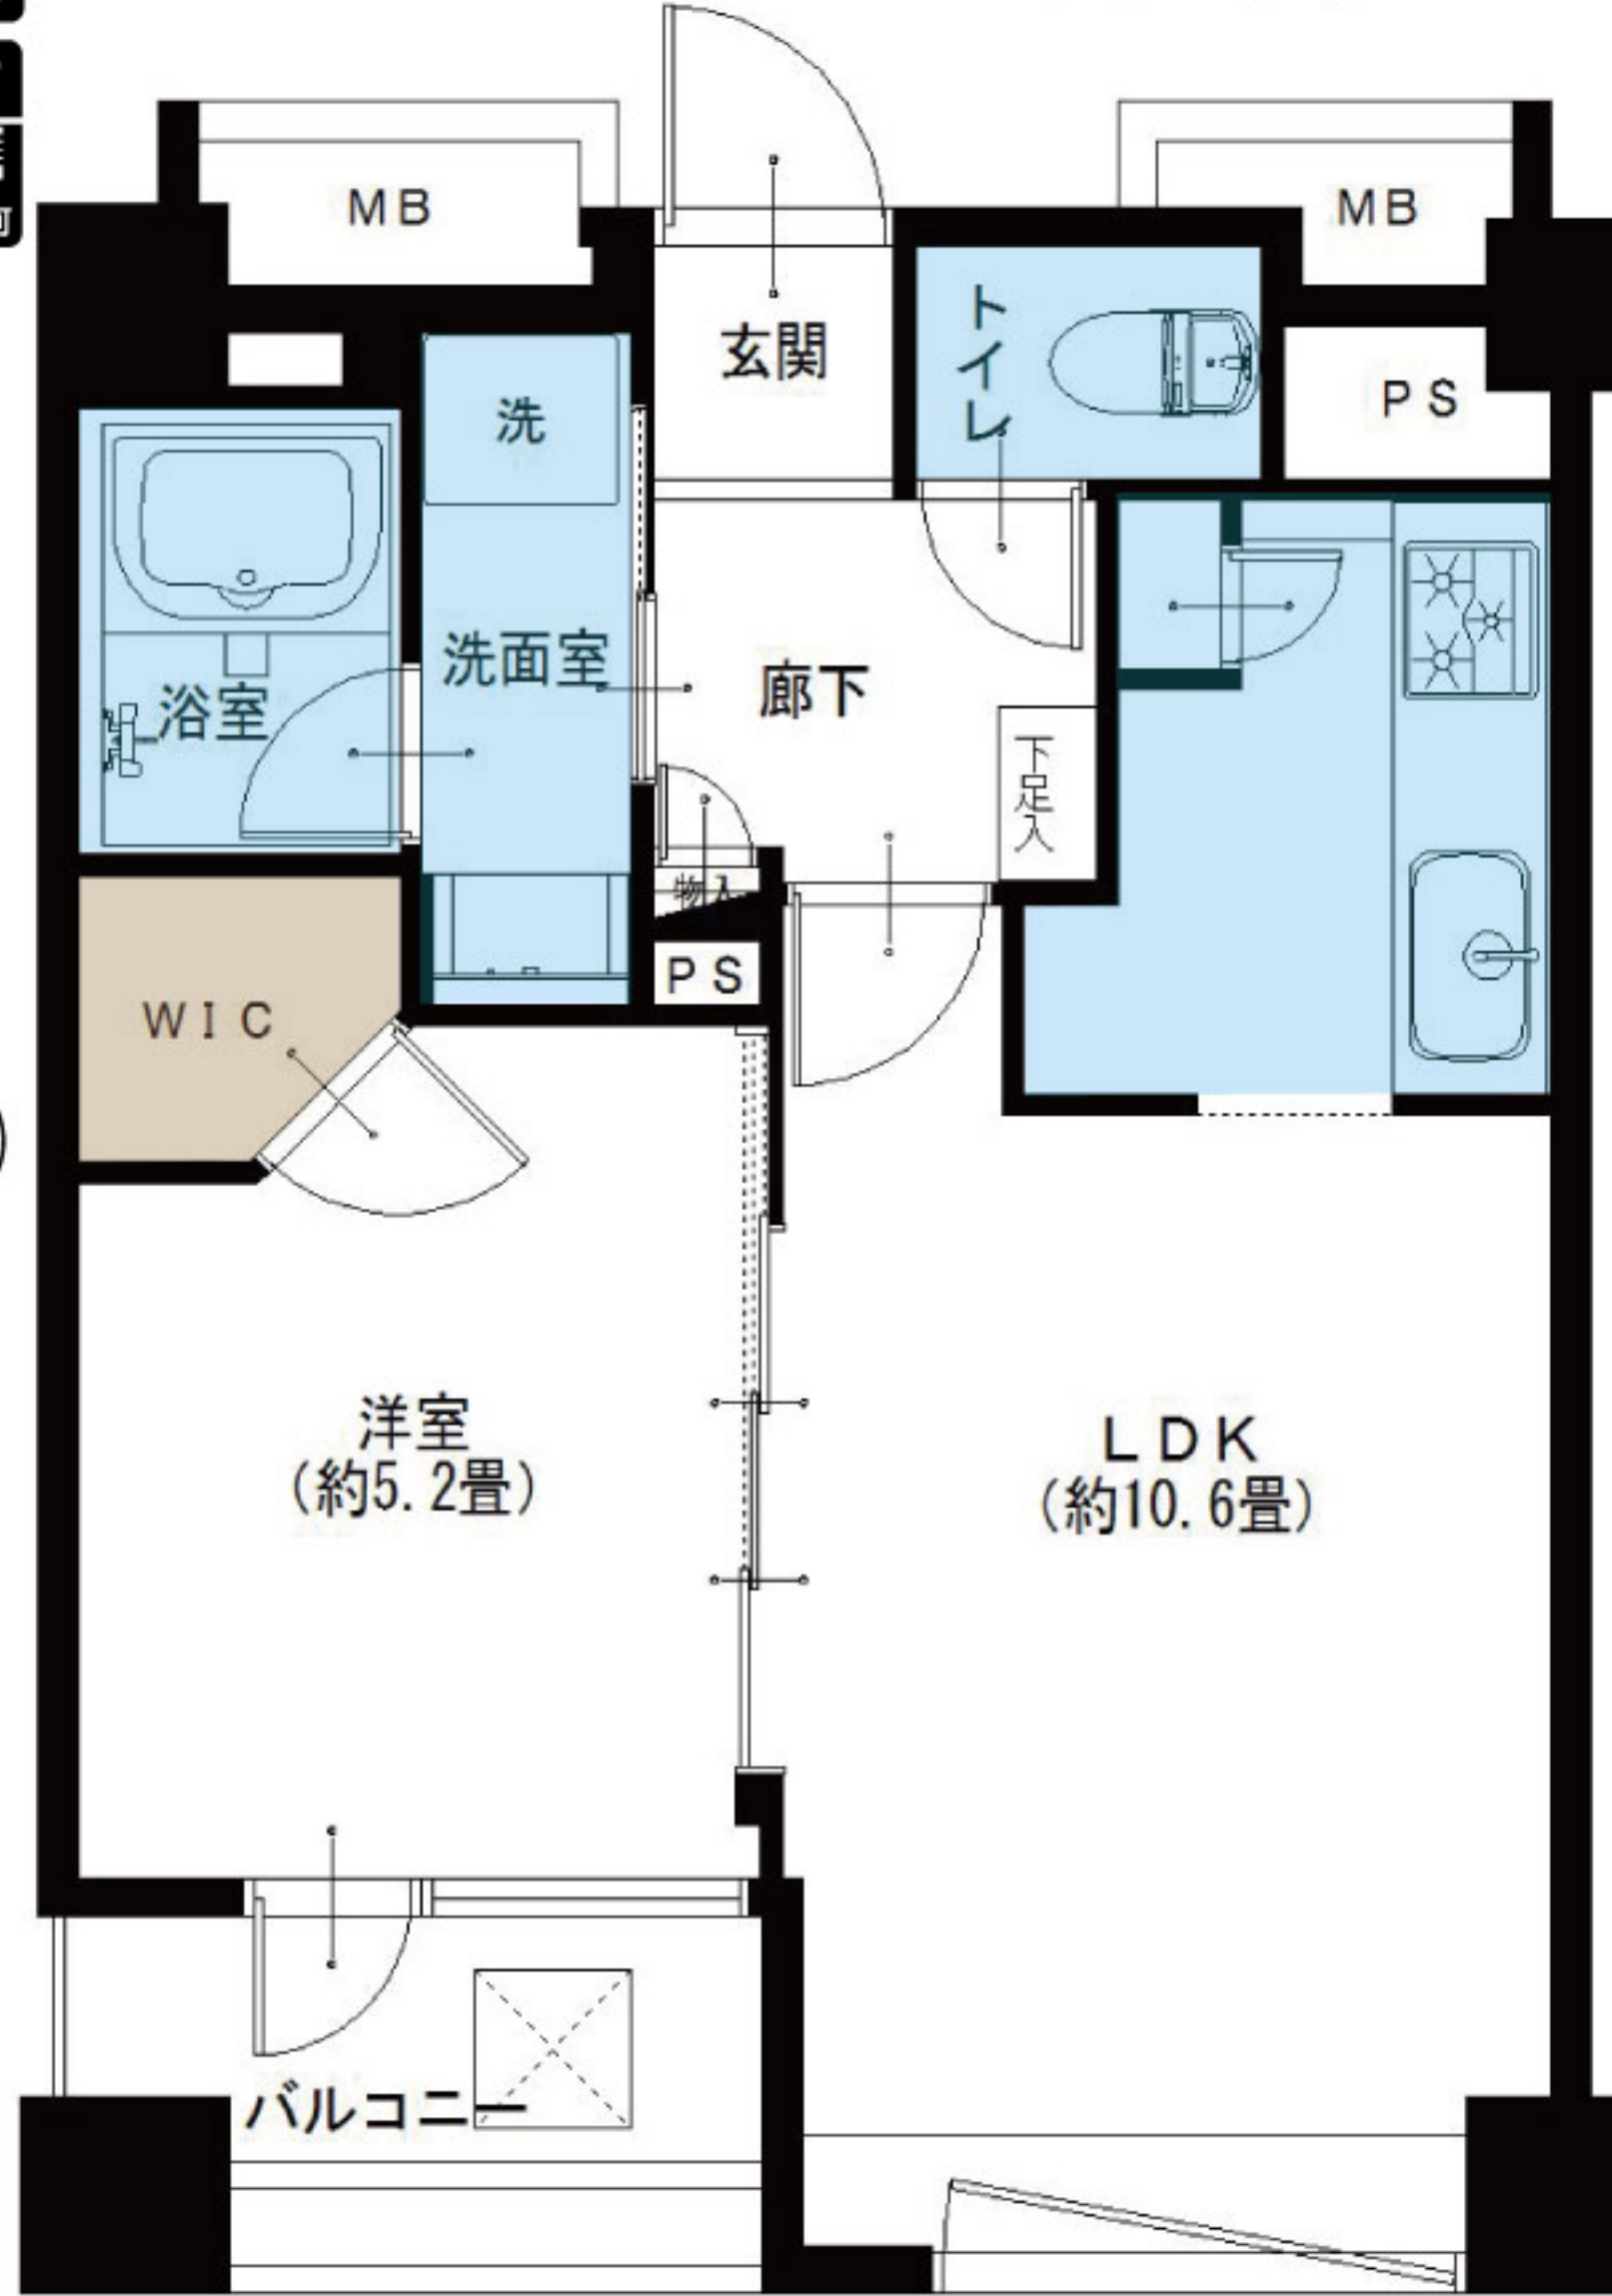 MB
MB
玄関
トイレ
PS
洗
洗面室
浴室
廊下
下足入
物入
PS
WIC
洋室
(約5.2畳)
LDK
(約10.6畳)
バルコニー